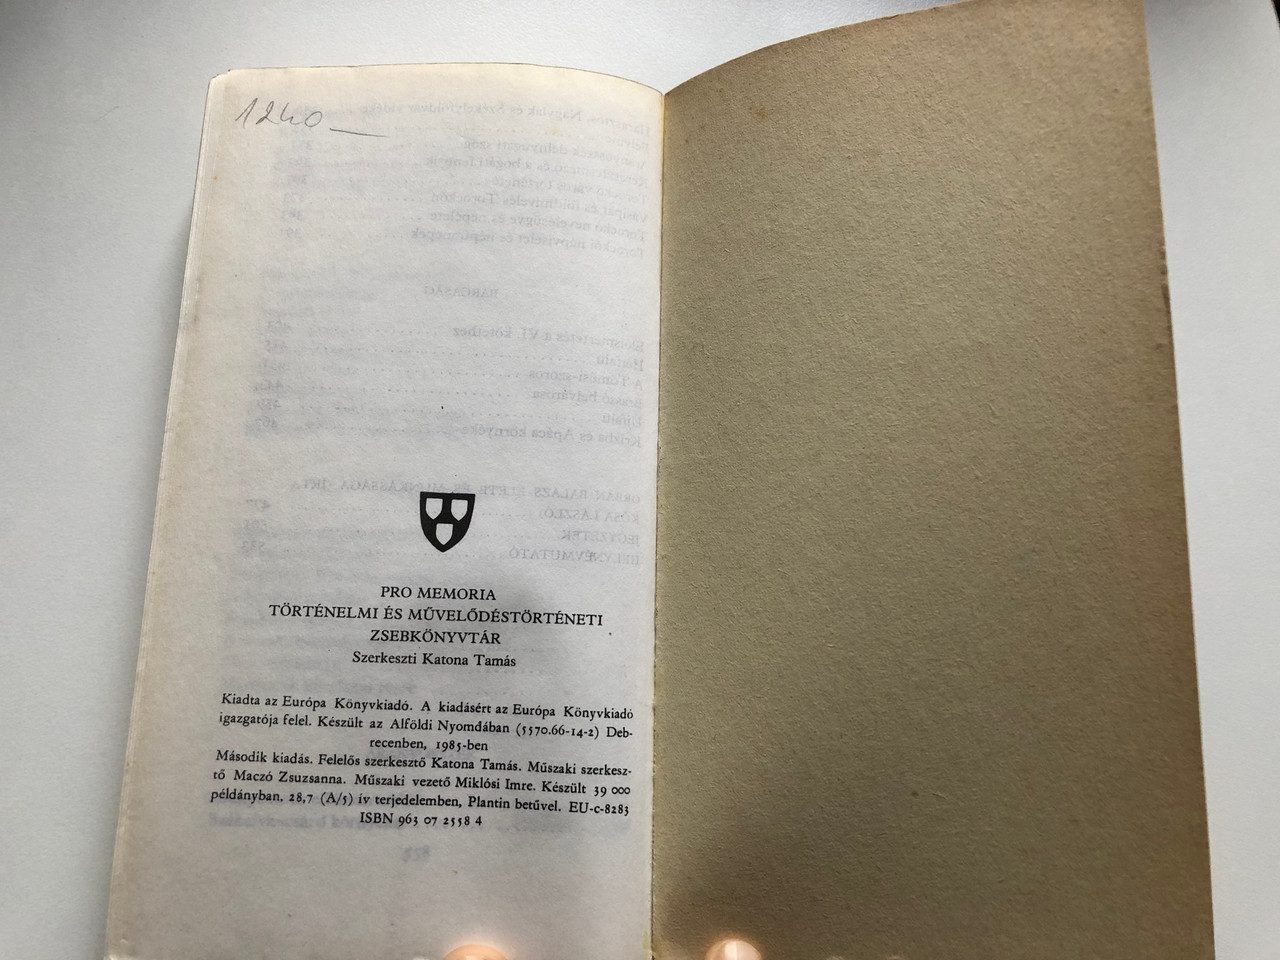 1240 —
PRO MEMORIA
TÖRTÉNELMI ÉS MŰVELŐDÉSTÖRTÉNETI
ZSEBKÖNYVTÁR
Szerkeszti Katona Tamás
Kiadta az Európa Könyvkiadó. A kiadásért az Európa Könyvkiadó
igazgatója felel. Készült az Alföldi Nyomdában (5570.66-14-2) Deb-
recenben, 1985-ben
Második kiadás. Felelős szerkesztő Katona Tamás. Műszaki szerkesz-
tő Maczó Zsuzsanna. Műszaki vezető Miklósi Imre. Készült 39 000
példányban, 28,7 (A/5) ív terjedelemben, Plantin betűvel. EU-c-8283
ISBN 963 07 2558 4